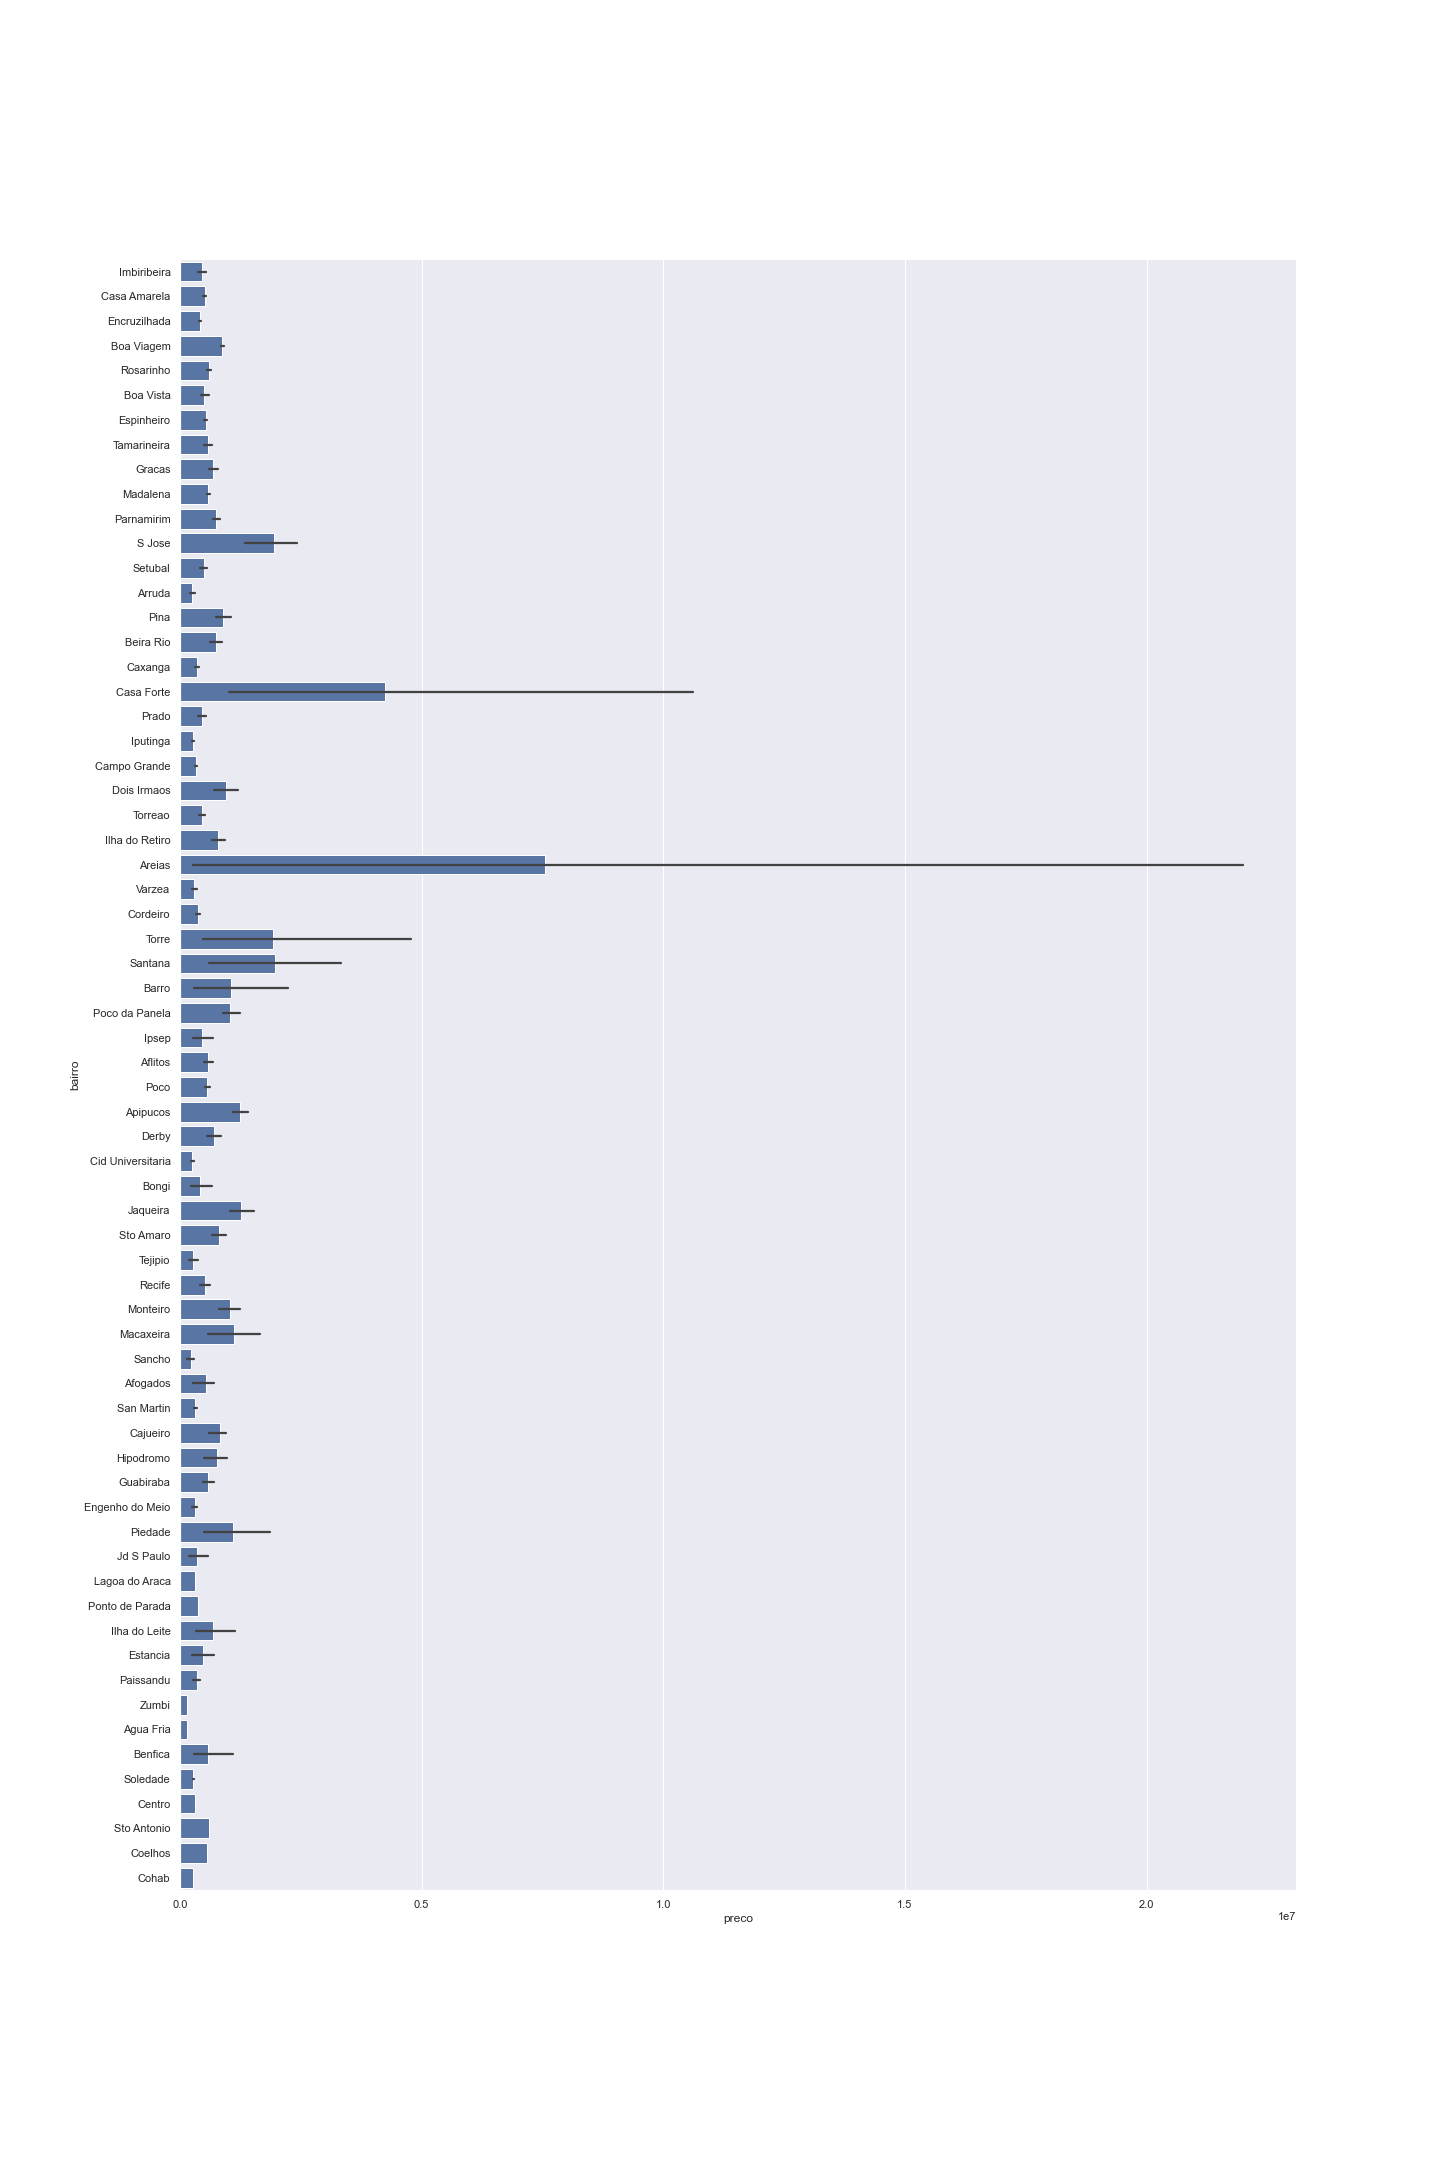 Imbiribeira
Casa Amarela
Encruzilhada
Boa Viagem
Rosarinho
Boa Vista
Espinheiro
Tamarineira
Gracas
Madalena
Parnamirim
S Jose
Setubal
Arruda
Pina
Beira Rio
Caxanga
Casa Forte
Prado
Iputinga
Campo Grande
Dois Irmaos
Torreao
Ilha do Retiro
Areias
Varzea
Cordeiro
Torre
Santana
Barro
Poco da Panela
Ipsep
Aflitos
Poco
Apipucos
Derby
Cid Universitaria
Bongi
Jaqueira
Sto Amaro
Tejipio
Recife
Monteiro
Macaxeira
Sancho
Afogados
San Martin
Cajueiro
Hipodromo
Guabiraba
Engenho do Meio
Piedade
Jd S Paulo
Lagoa do Araca
Ponto de Parada
Ilha do Leite
Estancia
Paissandu
Zumbi
Agua Fria
Benfica
Soledade
Centro
Sto Antonio
Coelhos
Cohab
bairro
0.0 0.5 1.0 1.5 2.0
preco
1e7